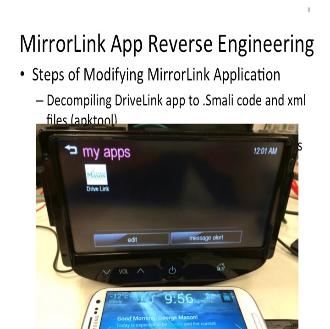 MirrorLink App Reverse Engineering
• Steps of Modifying MirrorLink Application
– Decompiling DriveLink app to .Smali code and xml
files (apktool)
s
my apps
12:01 AM
Drive Link
edit
message alert
VOL
9:56
Good Morning, George Mason!